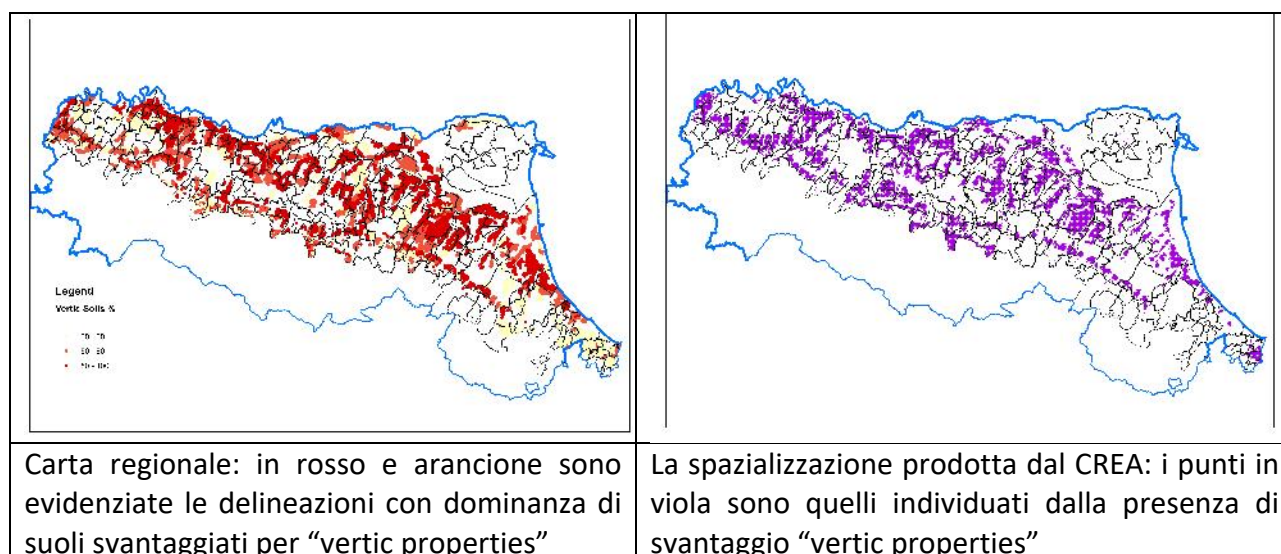 Legenti
Vertic Soils %
Carta regionale: in rosso e arancione sono
evidenziate le delineazioni con dominanza di
suoli svantaggiati per “vertic properties”
La spazializzazione prodotta dal CREA: i punti in
viola sono quelli individuati dalla presenza di
svantaggio “vertic properties”